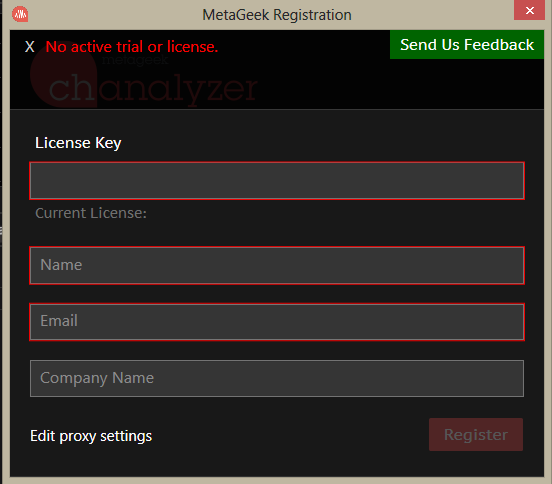 MetaGeek Registration
X No active trial or license.
Send Us Feedback
metageek
chanalyzer
License Key
Current License:
Name
Email
Company Name
Edit proxy settings
Register